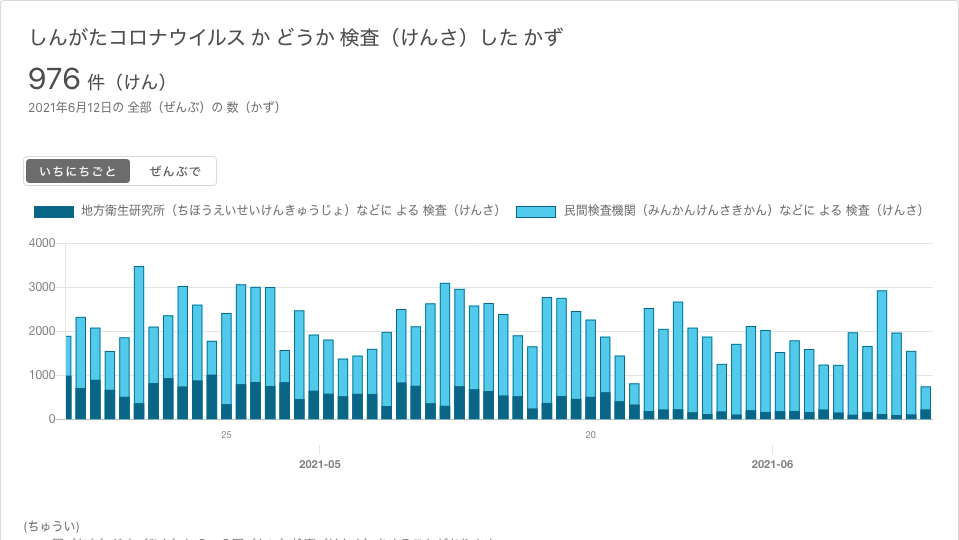 しんがたコロナウイルス か どうか 検査（けんさ）した かず
976 件（けん）
2021年6月12日の 全部（ぜんぶ）の 数（かず）
いちにちごと ぜんぶで
地方衛生研究所（ちほうえいせいけんきゅうじょ）などに よる 検査（けんさ） 民間検査機関（みんかんけんさきかん）などに よる 検査（けんさ）
4000
3000
2000
1000
0
25 20
2021-05 2021-06
(ちゅうい)